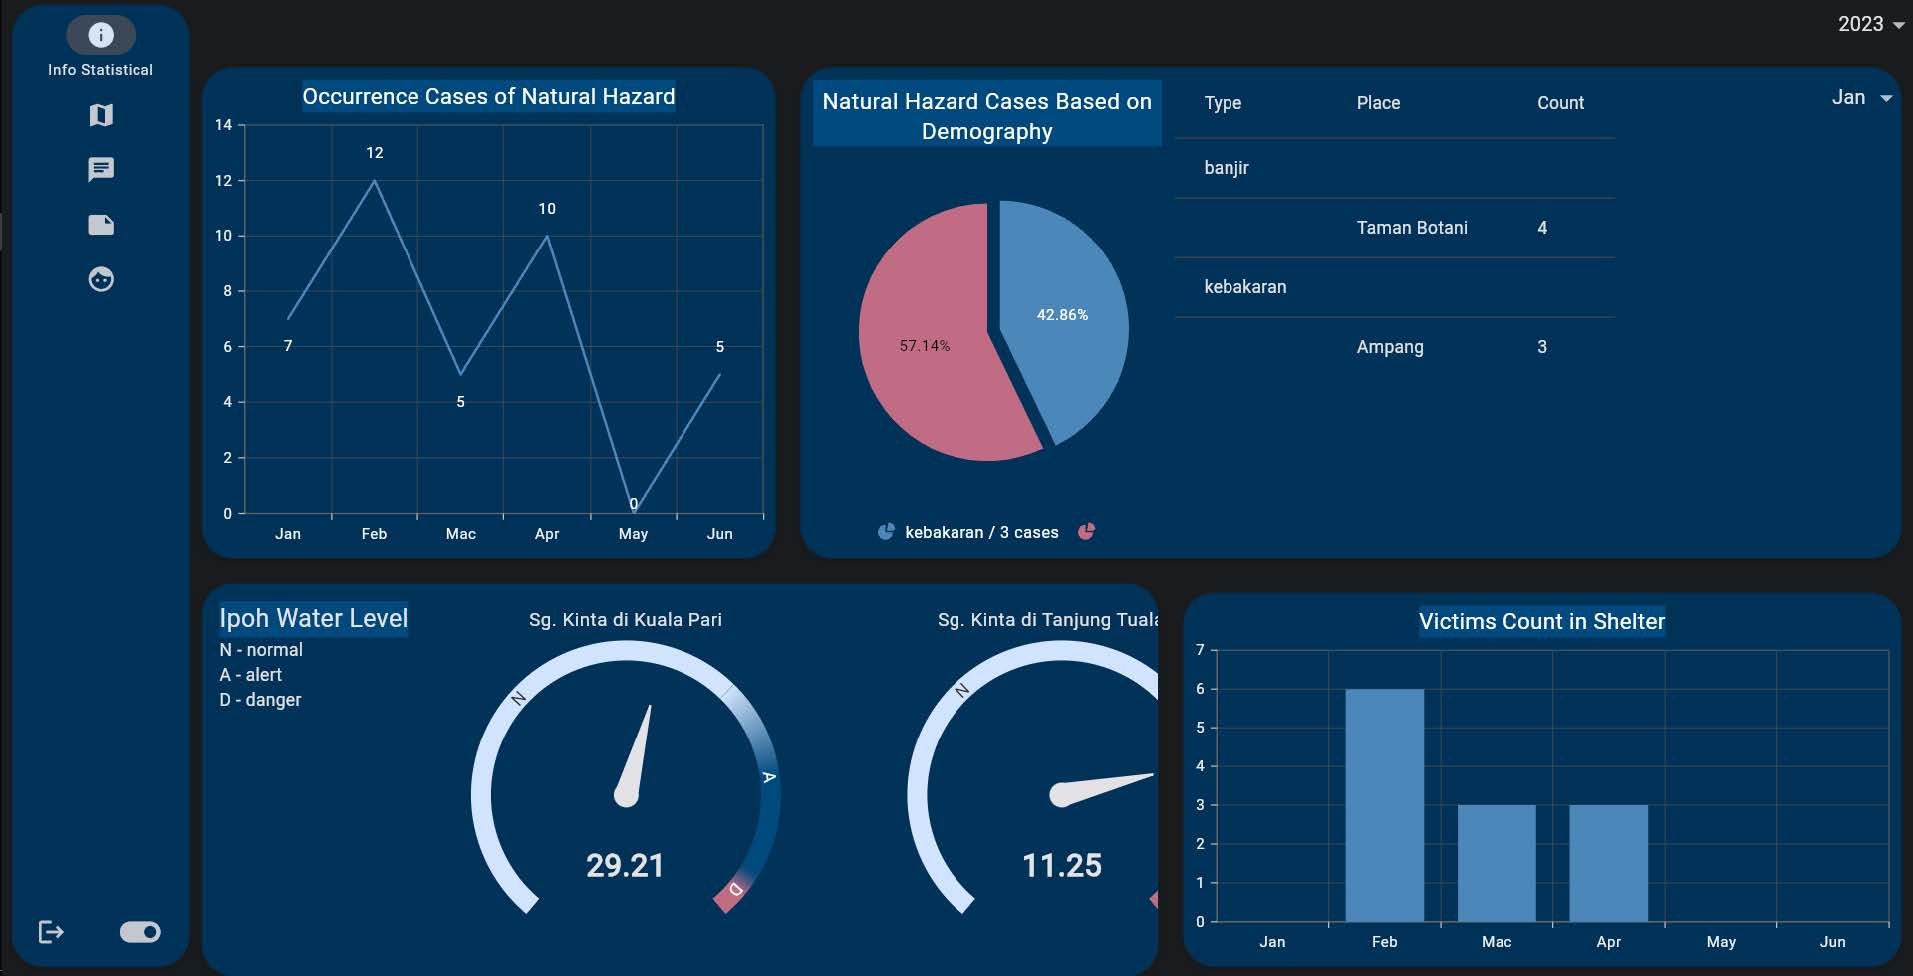 2023
Info Statistical
Occurrence Cases of Natural Hazard
14
12
10
8
6
4
2
0
7
12
5
10
0
5
Jan Feb Mac Apr May Jun
Natural Hazard Cases Based on
Demography
57.14%
42.86%
kebakaran / 3 cases
Type Place Count
banjir
Taman Botani 4
kebakaran
Ampang 3
Jan
Ipoh Water Level
N - normal
A - alert
D - danger
Sg. Kinta di Kuala Pari
N
A
D
29.21
Sg. Kinta di Tanjung Tuala
N
11.25
Victims Count in Shelter
7
6
5
4
3
2
1
0
Jan Feb Mac Apr May Jun